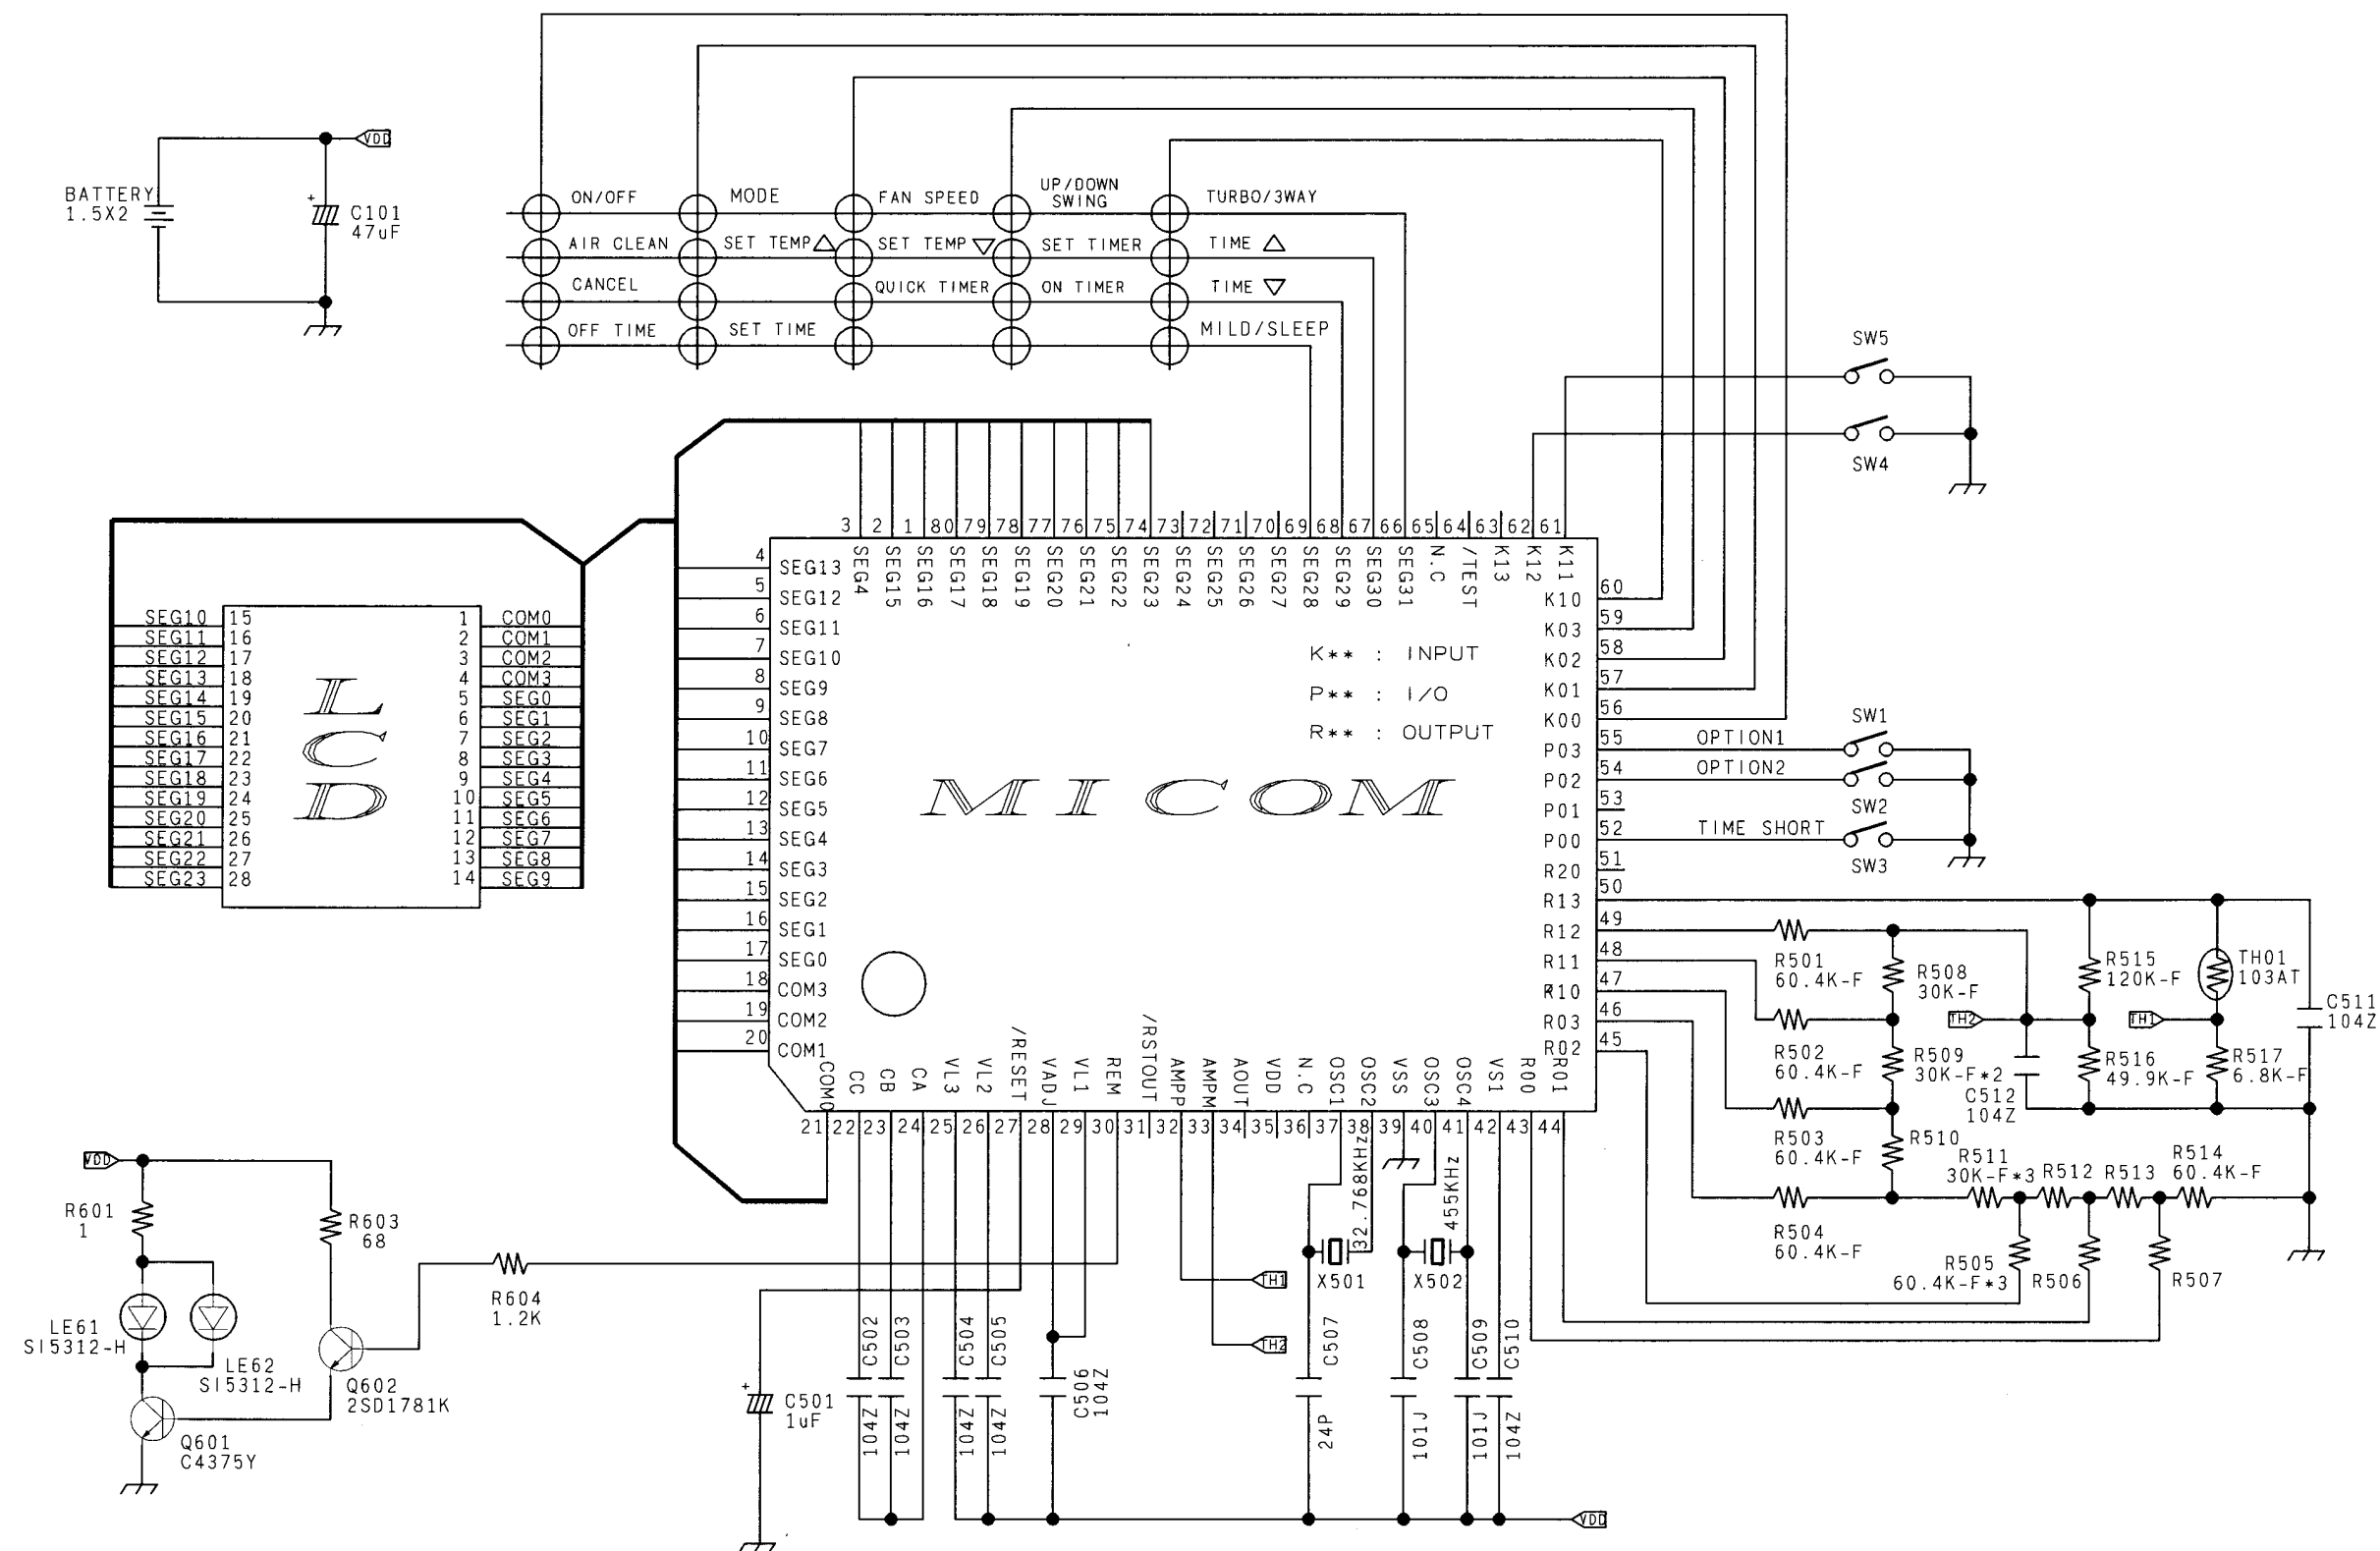 VDD
BATTERY
1.5X2
C101
47uF
ON/OFF
MODE
FAN SPEED
UP/DOWN
SWING
TURBO/3WAY
AIR CLEAN
SET TEMP
SET TEMP
SET TIMER
TIME
CANCEL
QUICK TIMER
ON TIMER
TIME
OFF TIME
SET TIME
MILD/SLEEP
SW5
SW4
3 2 1 80 79 78 77 76 75 74 73 72 71 70 69 68 67 66 65 64 63 62 61
SEG4 SEG15 SEG16 SEG17 SEG18 SEG19 SEG20 SEG21 SEG22 SEG23 SEG24 SEG25 SEG26 SEG27 SEG28 SEG29 SEG30 SEG31 N.C /TEST K13 K12 K11
4 SEG13
5 SEG12
6 SEG11
7 SEG10
8 SEG9
9 SEG8
10 SEG7
11 SEG6
12 SEG5
13 SEG4
14 SEG3
15 SEG2
16 SEG1
17 SEG0
18 COM3
19 COM2
20 COM1
K** : INPUT
P** : I/O
R** : OUTPUT
MICOM
K10 60
K03 59
K02 58
K01 57
K00 56
P03 55
P02 54
P01 53
P00 52
R20 51
R13 50
R12 49
R11 48
R10 47
R03 46
R02 45
COM0 CC CB CA VL3 VL2 /RESET VADJ VL1 REM /RSTOUT AMPP AMPM AOUT VDD N.C OSC1 OSC2 VSS OSC3 OSC4 VS1 R00 R01
21 22 23 24 25 26 27 28 29 30 31 32 33 34 35 36 37 38 39 40 41 42 43 44
SEG10 15 1 COM0
SEG11 16 2 COM1
SEG12 17 3 COM2
SEG13 18 4 COM3
SEG14 19 5 SEG0
SEG15 20 6 SEG1
SEG16 21 7 SEG2
SEG17 22 8 SEG3
SEG18 23 9 SEG4
SEG19 24 10 SEG5
SEG20 25 11 SEG6
SEG21 26 12 SEG7
SEG22 27 13 SEG8
SEG23 28 14 SEG9
LCD
OPTION1
SW1
OPTION2
SW2
TIME SHORT
SW3
R501
60.4K-F
R508
30K-F
R515
120K-F
TH01
103AT
C511
104Z
TH2
TH1
R502
60.4K-F
R509
30K-F*2
C512
104Z
R516
49.9K-F
R517
6.8K-F
R503
60.4K-F
R510
R511
30K-F*3
R512
R513
R514
60.4K-F
R504
60.4K-F
R505
60.4K-F*3
R506
R507
VDD
R601
1
R603
68
LE61
SI5312-H
LE62
SI5312-H
Q602
2SD1781K
Q601
C4375Y
R604
1.2K
C501
1uF
C502
104Z
C503
104Z
C504
104Z
C505
104Z
C506
104Z
TH1
TH2
32.768KHz
X501
455KHz
X502
C507
24P
C508
101J
C509
101J
C510
104Z
VDD